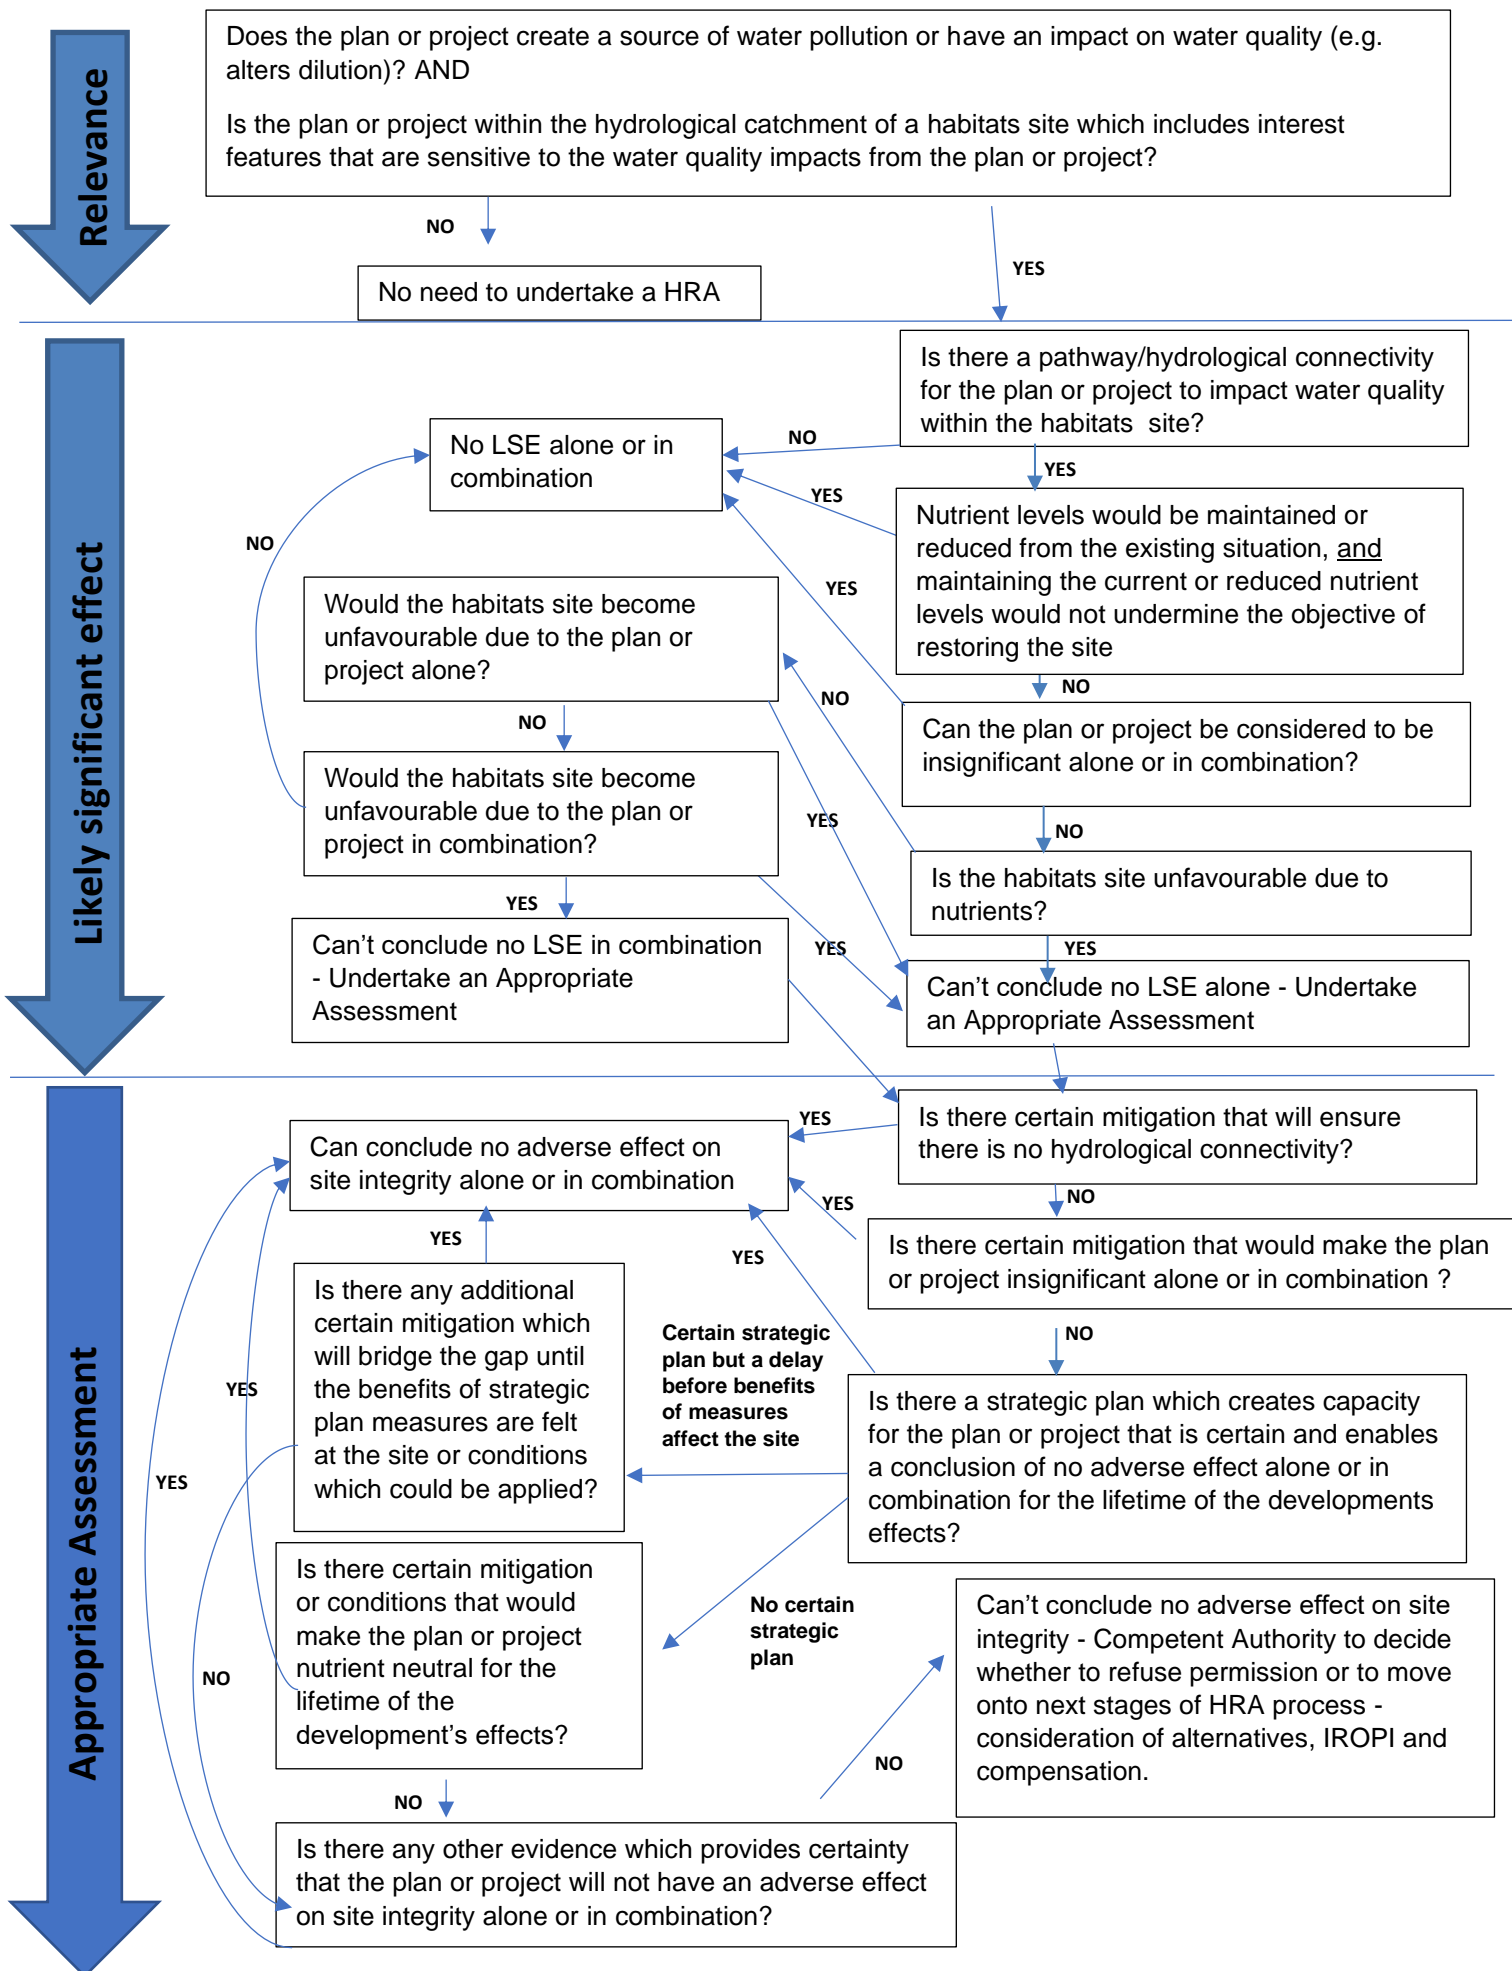 Relevance
Does the plan or project create a source of water pollution or have an impact on water quality (e.g.
alters dilution)? AND
Is the plan or project within the hydrological catchment of a habitats site which includes interest
features that are sensitive to the water quality impacts from the plan or project?
NO
YES
No need to undertake a HRA
Likely significant effect
Is there a pathway/hydrological connectivity
for the plan or project to impact water quality
within the habitats  site?
NO
YES
No LSE alone or in
combination
YES
Nutrient levels would be maintained or
reduced from the existing situation, and
maintaining the current or reduced nutrient
levels would not undermine the objective of
restoring the site
NO
YES
NO
Would the habitats site become
unfavourable due to the plan or
project alone?
NO
NO
Can the plan or project be considered to be
insignificant alone or in combination?
NO
Would the habitats site become
unfavourable due to the plan or
project in combination?
YES
YES
Is the habitats site unfavourable due to
nutrients?
YES
YES
Can't conclude no LSE in combination
- Undertake an Appropriate
Assessment
Can't conclude no LSE alone - Undertake
an Appropriate Assessment
Appropriate Assessment
Is there certain mitigation that will ensure
there is no hydrological connectivity?
YES
NO
Can conclude no adverse effect on
site integrity alone or in combination
YES
Is there certain mitigation that would make the plan
or project insignificant alone or in combination ?
NO
YES
YES
Is there any additional
certain mitigation which
will bridge the gap until
the benefits of strategic
plan measures are felt
at the site or conditions
which could be applied?
Certain strategic
plan but a delay
before benefits
of measures
affect the site
Is there a strategic plan which creates capacity
for the plan or project that is certain and enables
a conclusion of no adverse effect alone or in
combination for the lifetime of the developments
effects?
YES
YES
NO
Is there certain mitigation
or conditions that would
make the plan or project
nutrient neutral for the
lifetime of the
development's effects?
No certain
strategic
plan
NO
NO
Can't conclude no adverse effect on site
integrity - Competent Authority to decide
whether to refuse permission or to move
onto next stages of HRA process -
consideration of alternatives, IROPI and
compensation.
Is there any other evidence which provides certainty
that the plan or project will not have an adverse effect
on site integrity alone or in combination?